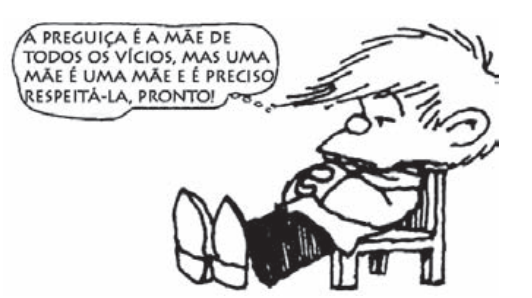 A PREGUIÇA É A MÃE DE
TODOS OS VÍCIOS, MAS UMA
MÃE É UMA MÃE E É PRECISO
RESPEITÁ-LA, PRONTO!